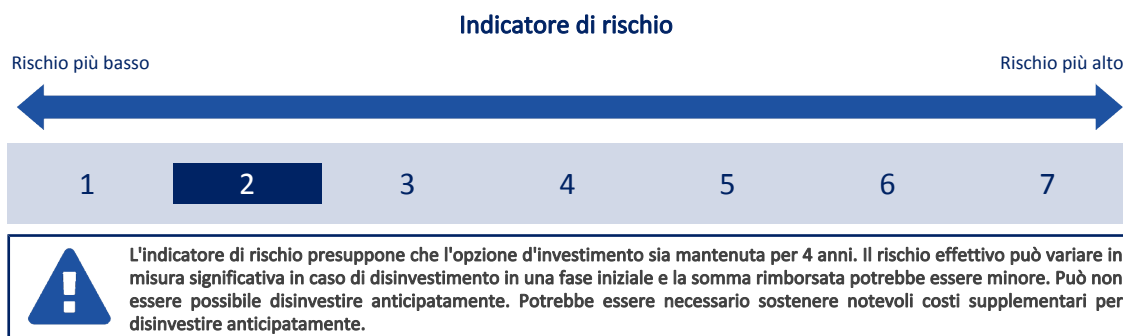 Indicatore di rischio
Rischio più basso
Rischio più alto
1 2 3 4 5 6 7
L'indicatore di rischio presuppone che l'opzione d'investimento sia mantenuta per 4 anni. Il rischio effettivo può variare in
misura significativa in caso di disinvestimento in una fase iniziale e la somma rimborsata potrebbe essere minore. Può non
essere possibile disinvestire anticipatamente. Potrebbe essere necessario sostenere notevoli costi supplementari per
disinvestire anticipatamente.